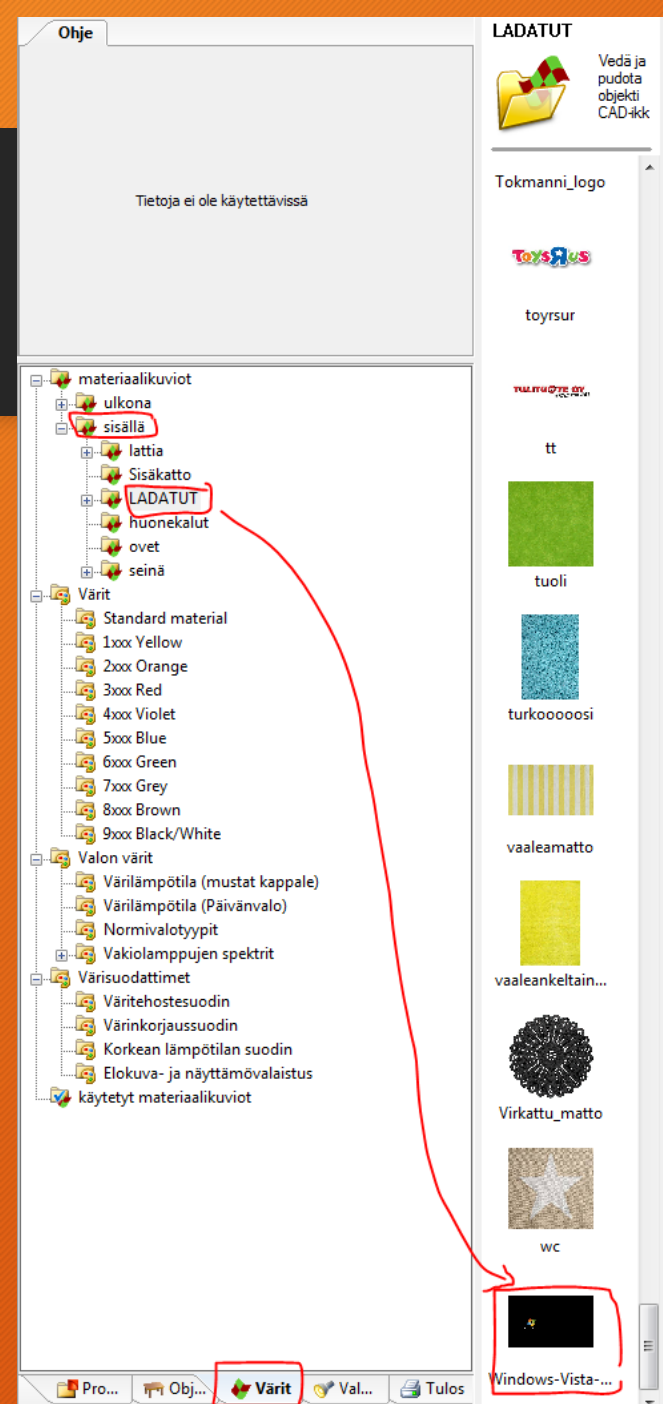 Ohje
Tietoja ei ole käytettävissä
materiaalikuviot
ulkona
sisällä
lattia
Sisäkatto
LADATUT
huonekalut
ovet
seinä
Värit
Standard material
1xxx Yellow
2xxx Orange
3xxx Red
4xxx Violet
5xxx Blue
6xxx Green
7xxx Grey
8xxx Brown
9xxx Black/White
Valon värit
Värilämpötila (mustat kappale)
Värilämpötila (Päivänvalo)
Normivalotyypit
Vakiolamppujen spektrit
Värisuodattimet
Väritehostesuodin
Värinkorjaussuodin
Korkean lämpötilan suodin
Elokuva- ja näyttämövalaistus
käytetyt materiaalikuviot
Pro...
Obj...
Värit
Val...
Tulos
LADATUT
Vedä ja
pudota
objekti
CAD-ikk
Tokmanni_logo
ToysЯus
toyrsur
tt
tuoli
turkooooosi
vaaleamatto
vaaleankeltain...
Virkattu_matto
wc
Windows-Vista-...